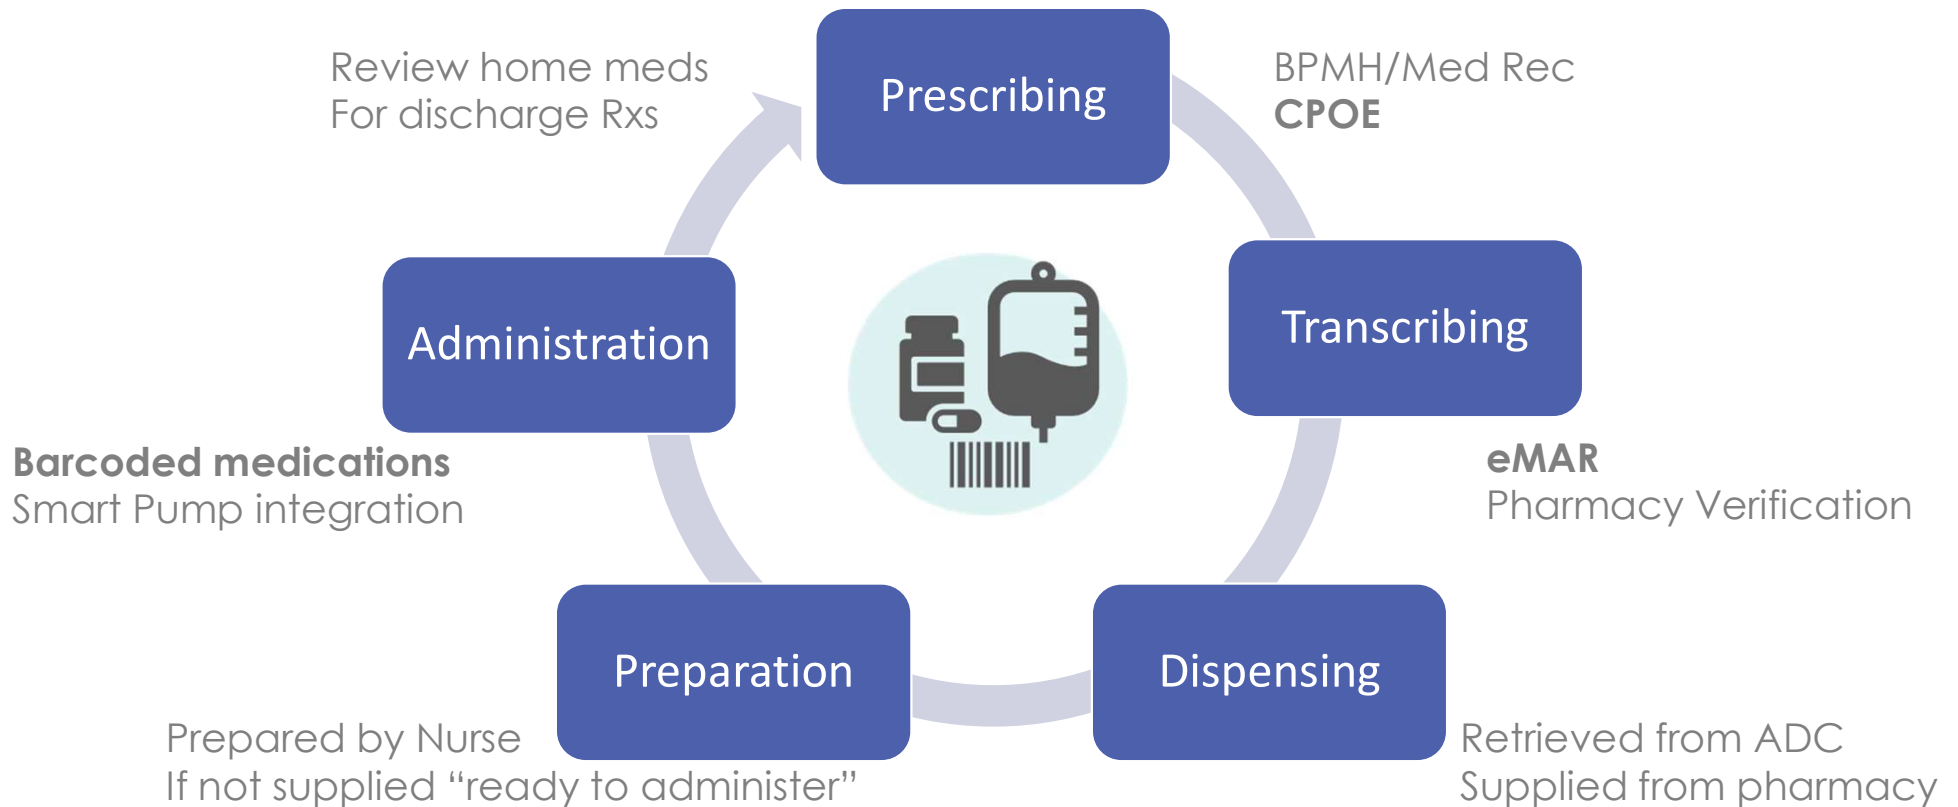 Prescribing
BPMH/Med Rec
CPOE
Transcribing
eMAR
Pharmacy Verification
Dispensing
Retrieved from ADC
Supplied from pharmacy
Preparation
Prepared by Nurse
If not supplied “ready to administer”
Administration
Barcoded medications
Smart Pump integration
Review home meds
For discharge Rxs